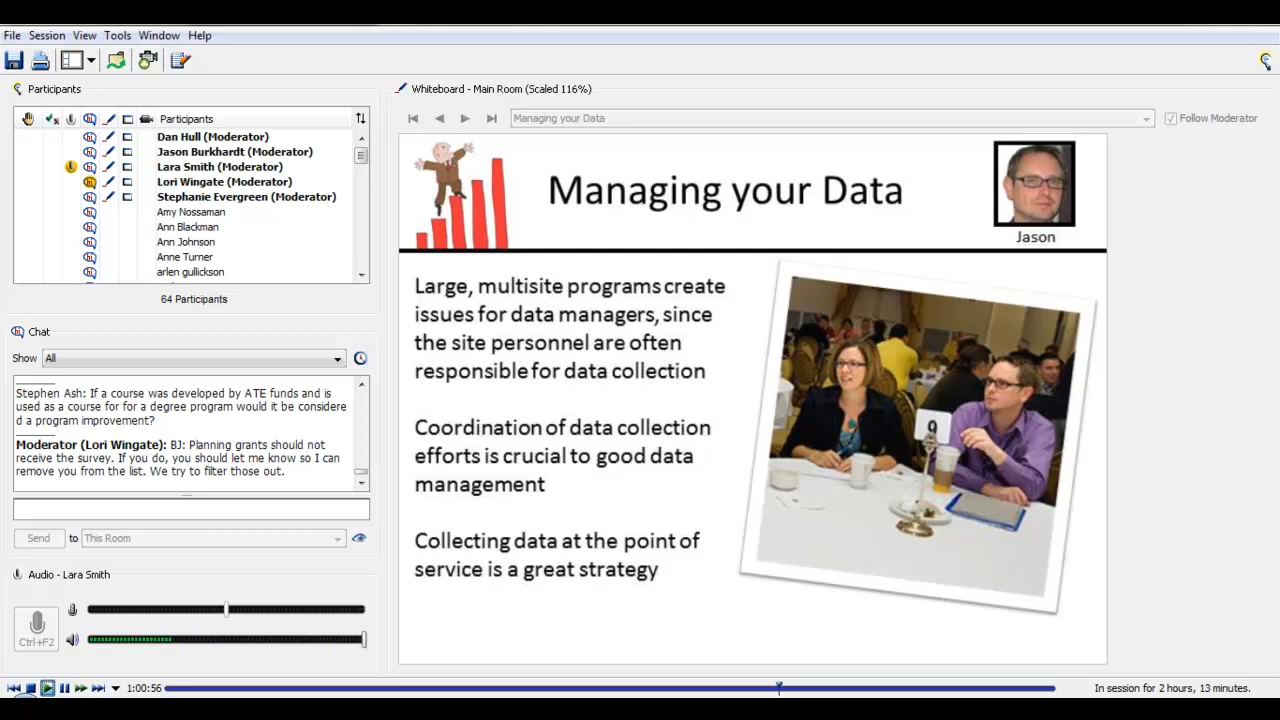 File Session View Tools Window Help
Participants
Participants
Dan Hull (Moderator)
Jason Burkhardt (Moderator)
Lara Smith (Moderator)
Lori Wingate (Moderator)
Stephanie Evergreen (Moderator)
Amy Nossaman
Ann Blackman
Ann Johnson
Anne Turner
arlen gullickson
64 Participants
Chat
Show All
Stephen Ash: If a course was developed by ATE funds and is
used as a course for for a degree program would it be considere
d a program improvement?
Moderator (Lori Wingate): BJ: Planning grants should not
receive the survey. If you do, you should let me know so I can
remove you from the list. We try to filter those out.
Send to This Room
Audio - Lara Smith
Ctrl+F2
Whiteboard - Main Room (Scaled 116%)
Managing your Data
Follow Moderator
Managing your Data
Jason
Large, multisite programs create
issues for data managers, since
the site personnel are often
responsible for data collection
Coordination of data collection
efforts is crucial to good data
management
Collecting data at the point of
service is a great strategy
9
1:00:56
In session for 2 hours, 13 minutes.